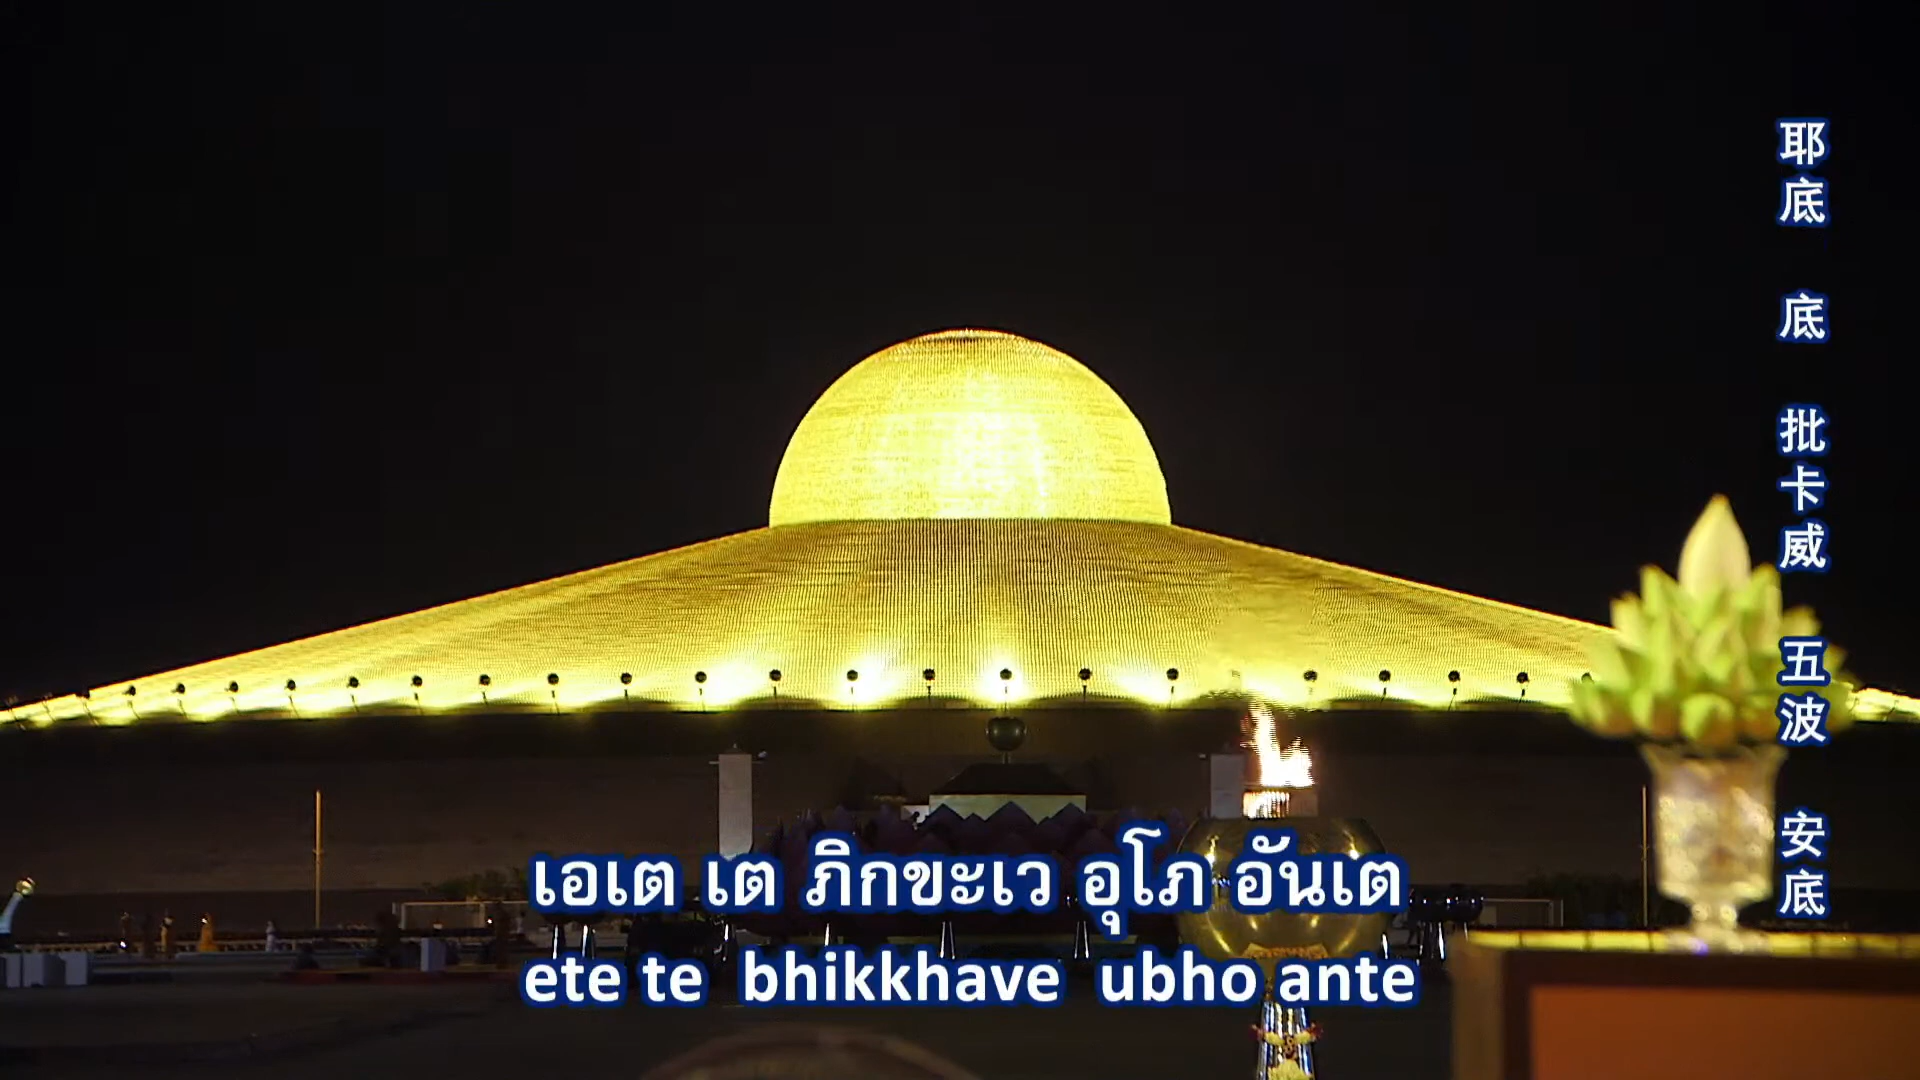 耶底 底 批卡威 五波 安底
เอเต เต ภิกขะเว อุโภ อันเต
ete te bhikkhave ubho ante